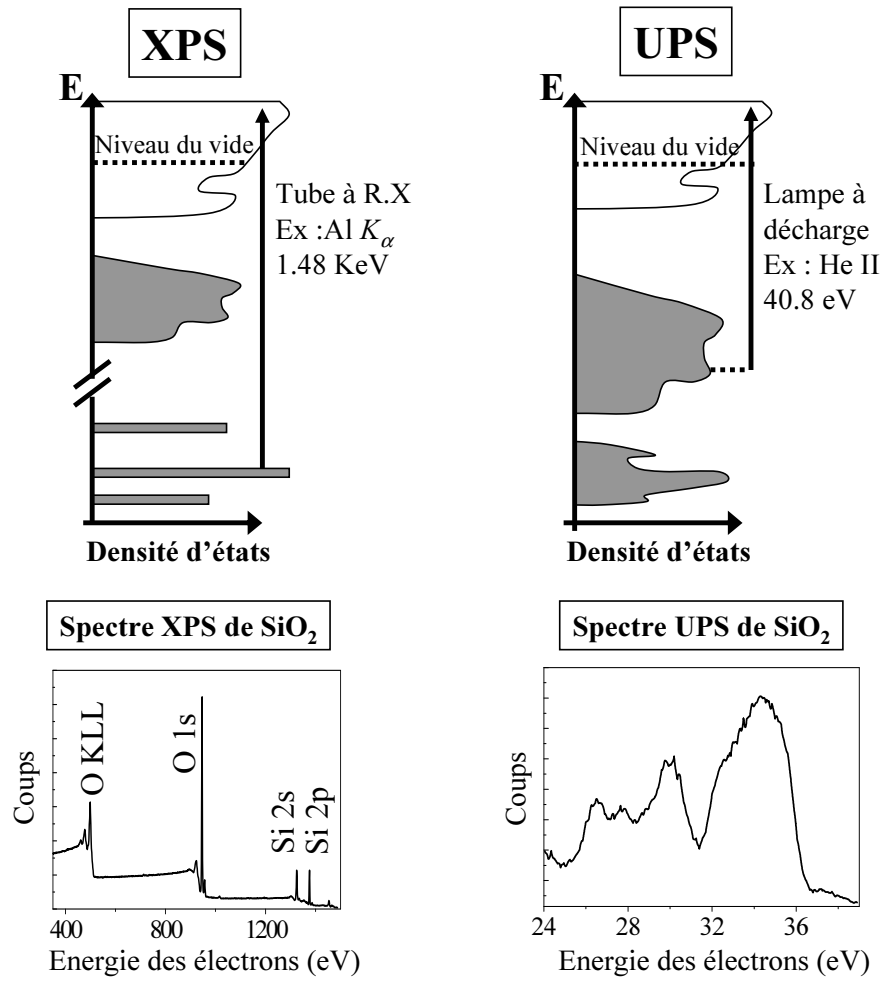 XPS
E
Niveau du vide
Tube à R.X
Ex :Al Kα
1.48 KeV
Densité d’états
UPS
E
Niveau du vide
Lampe à
décharge
Ex : He II
40.8 eV
Densité d’états
Spectre XPS de SiO₂
Coups
O KLL
O 1s
Si 2s
Si 2p
400 800 1200
Energie des électrons (eV)
Spectre UPS de SiO₂
Coups
24 28 32 36
Energie des électrons (eV)